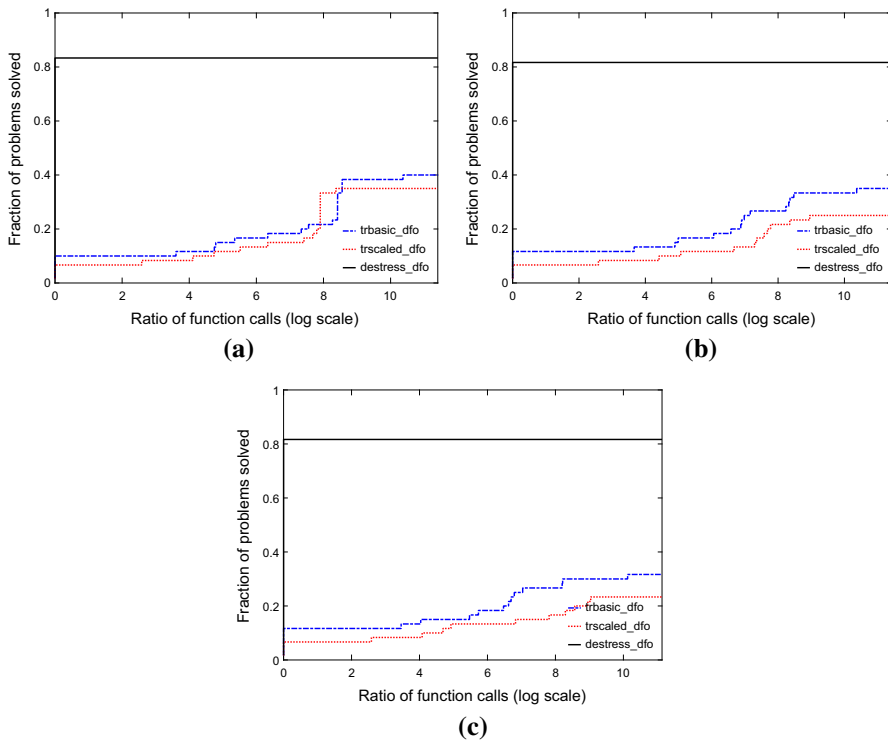 1
0.8
0.6
0.4
0.2
0
Fraction of problems solved
trbasic_dfo
trscaled_dfo
destress_dfo
0 2 4 6 8 10
Ratio of function calls (log scale)
(a)
1
0.8
0.6
0.4
0.2
0
Fraction of problems solved
trbasic_dfo
trscaled_dfo
destress_dfo
0 2 4 6 8 10
Ratio of function calls (log scale)
(b)
1
0.8
0.6
0.4
0.2
0
Fraction of problems solved
trbasic_dfo
trscaled_dfo
destress_dfo
0 2 4 6 8 10
Ratio of function calls (log scale)
(c)